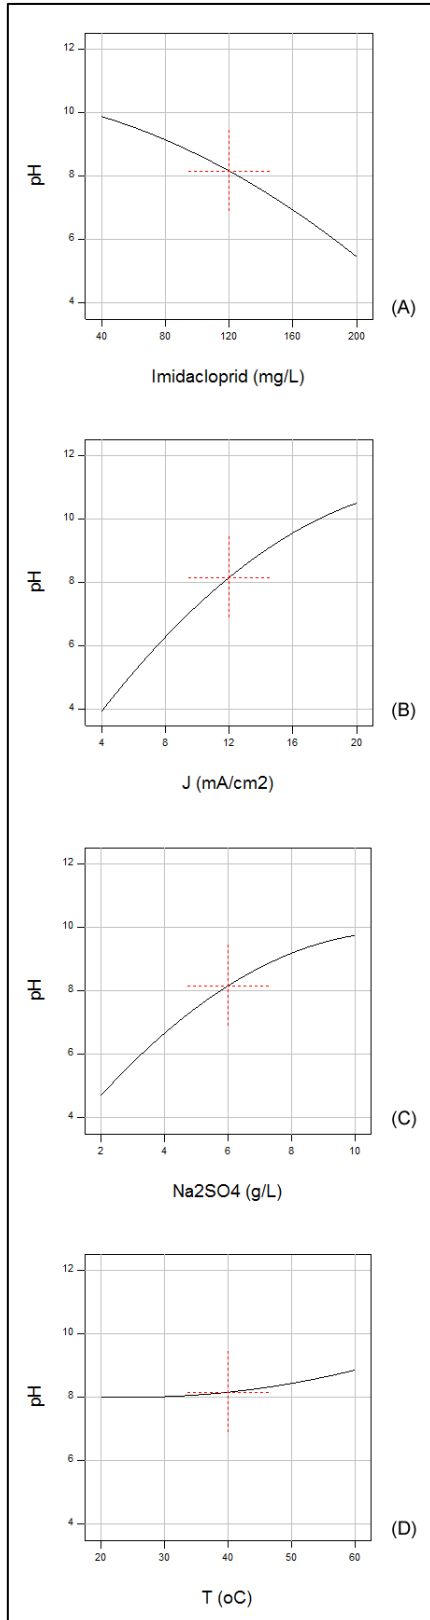 12
10
8
6
4
pH
40 80 120 160 200
(A)
Imidacloprid (mg/L)
12
10
8
6
4
pH
4 8 12 16 20
(B)
J (mA/cm2)
12
10
8
6
4
pH
2 4 6 8 10
(C)
Na2SO4 (g/L)
12
10
8
6
4
pH
20 30 40 50 60
(D)
T (oC)